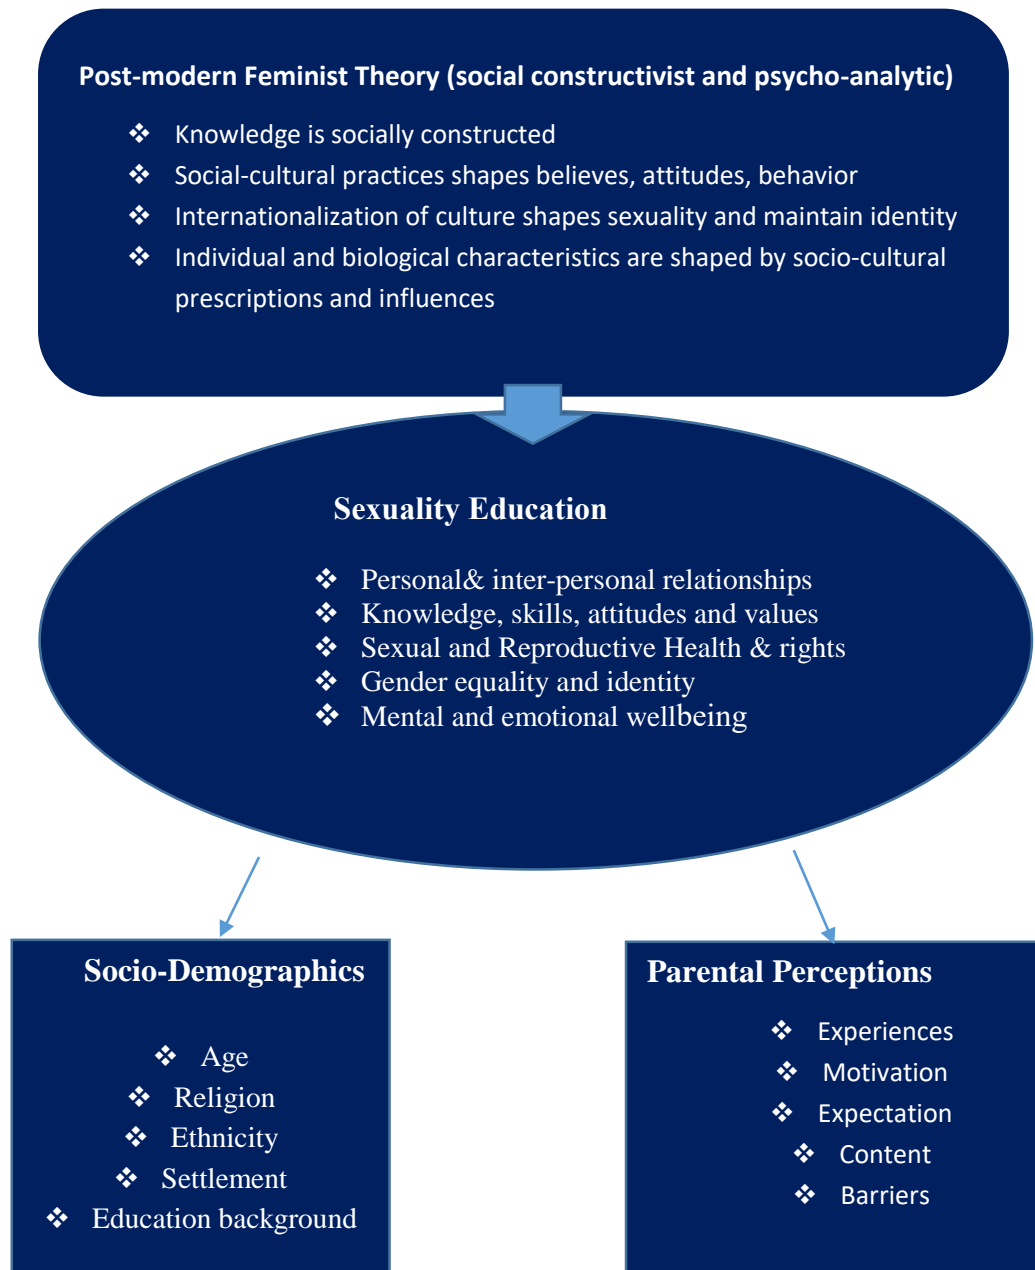 Post-modern Feminist Theory (social constructivist and psycho-analytic)
❖ Knowledge is socially constructed
❖ Social-cultural practices shapes believes, attitudes, behavior
❖ Internationalization of culture shapes sexuality and maintain identity
❖ Individual and biological characteristics are shaped by socio-cultural
prescriptions and influences
Sexuality Education
❖ Personal& inter-personal relationships
❖ Knowledge, skills, attitudes and values
❖ Sexual and Reproductive Health & rights
❖ Gender equality and identity
❖ Mental and emotional wellbeing
Socio-Demographics
❖ Age
❖ Religion
❖ Ethnicity
❖ Settlement
❖ Education background
Parental Perceptions
❖ Experiences
❖ Motivation
❖ Expectation
❖ Content
❖ Barriers